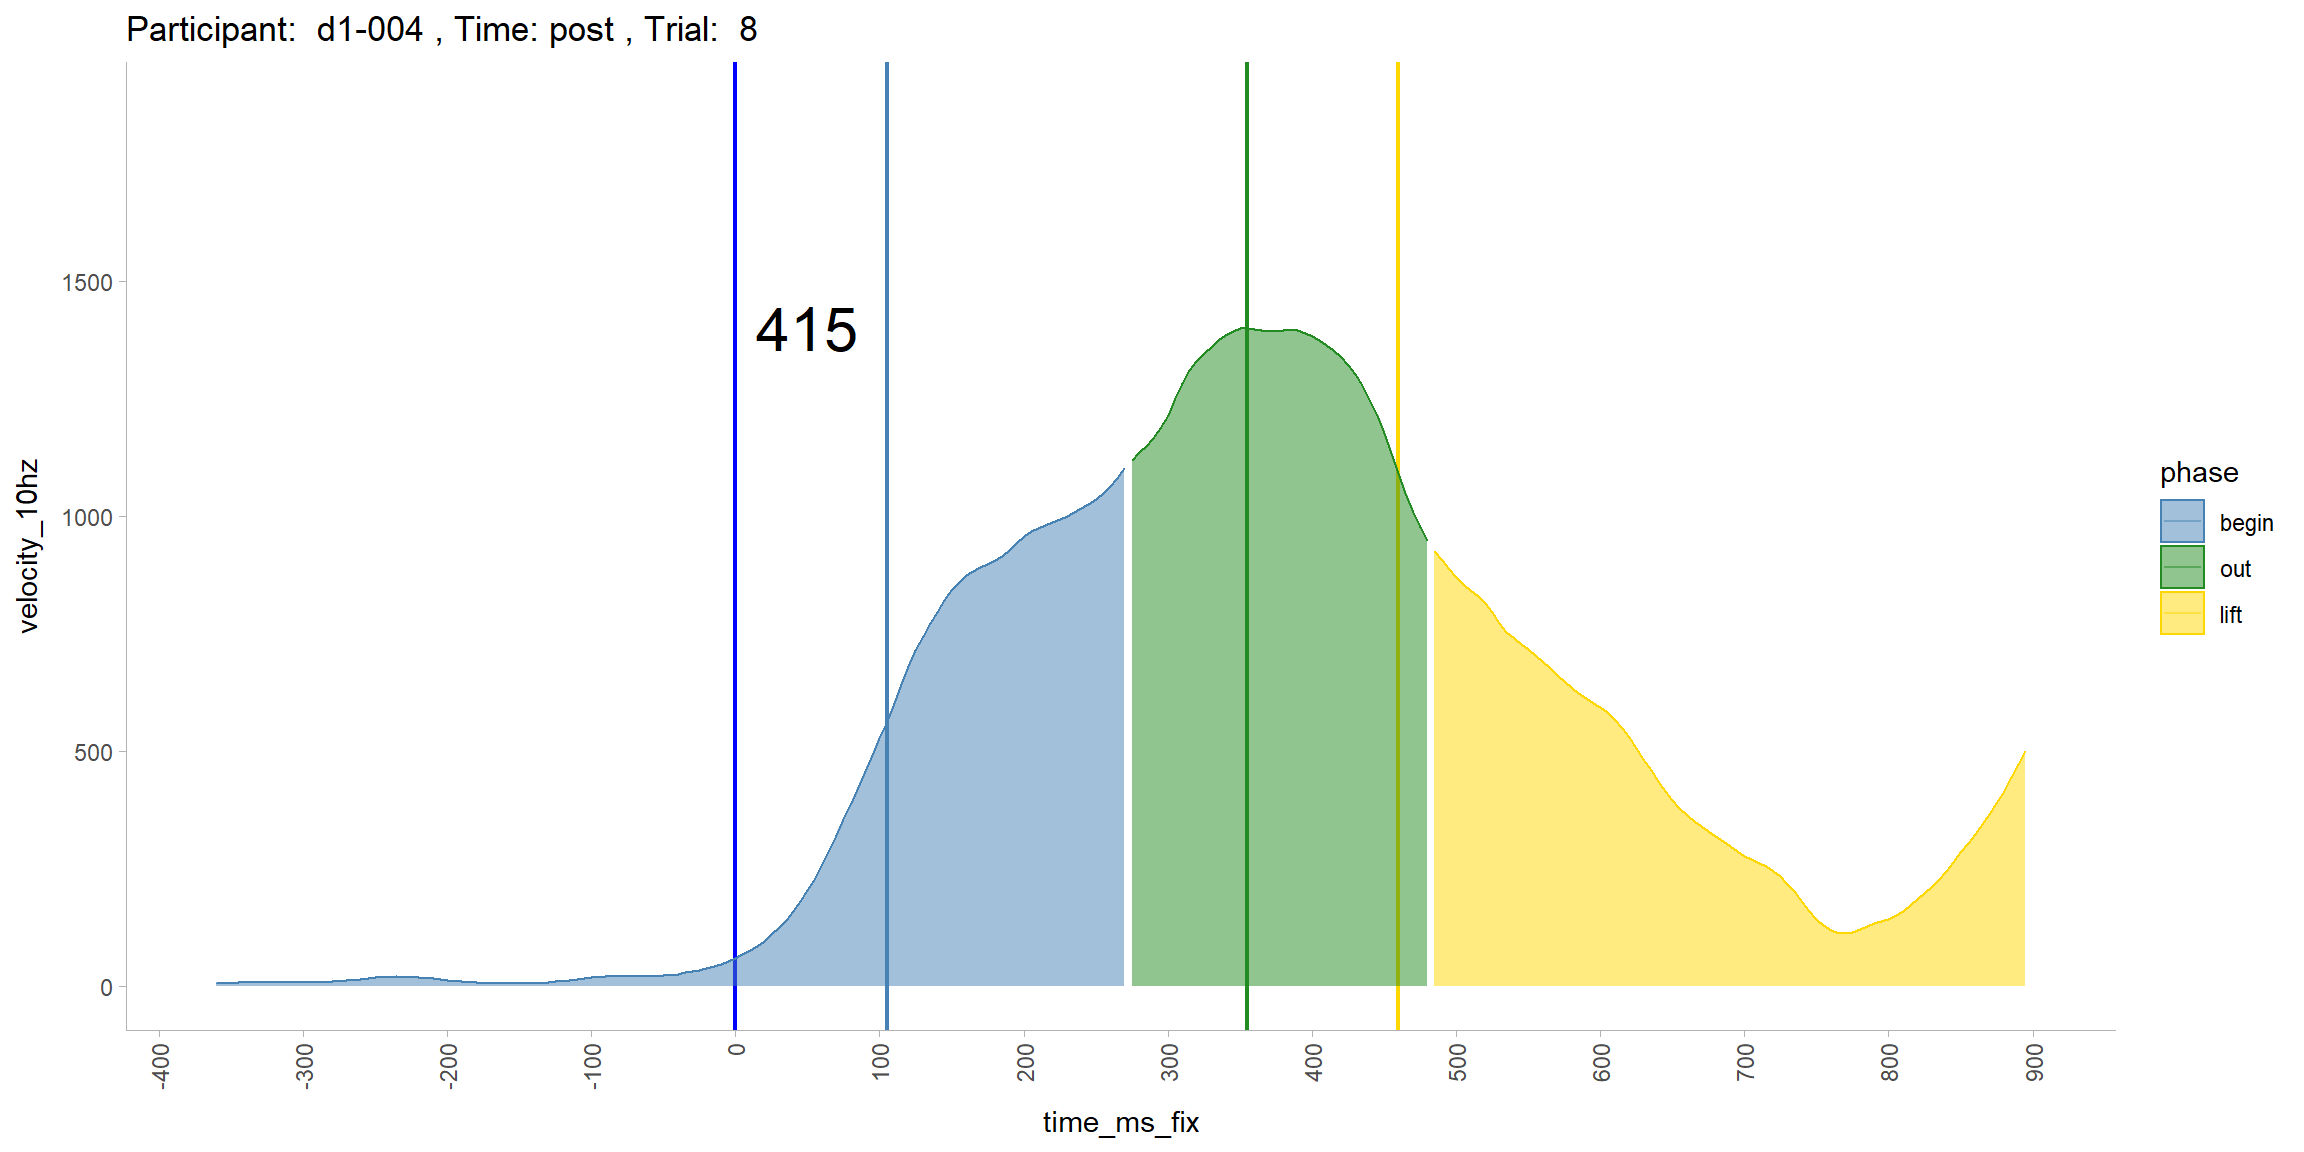 Participant:  d1-004 , Time: post , Trial:  8
1500
1000
500
0
velocity_10hz
415
-400
-300
-200
-100
0
100
200
300
400
500
600
700
800
900
time_ms_fix
phase
begin
out
lift